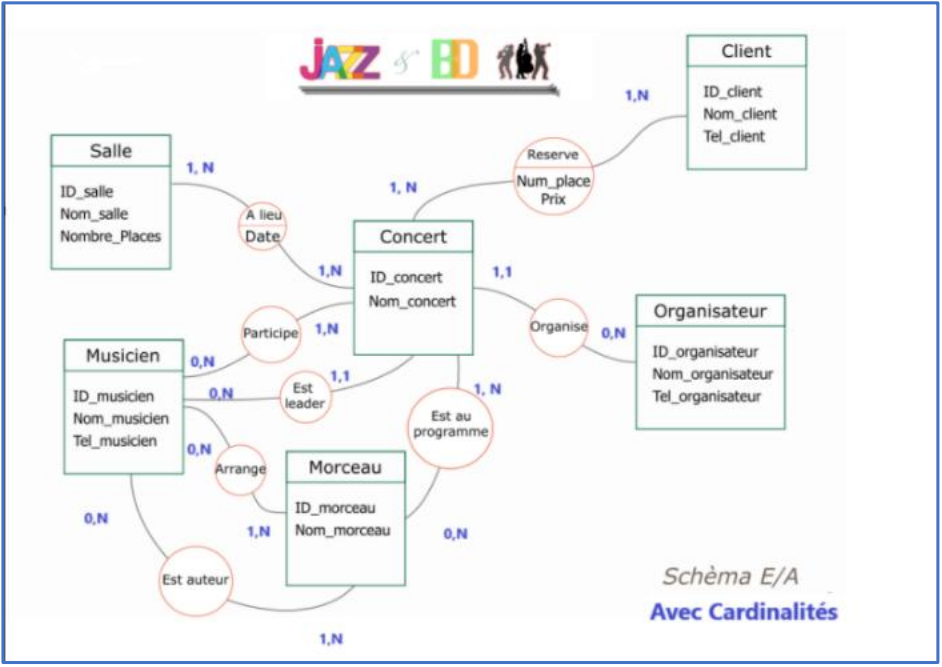 JAZZ & BD
Client
ID_client
Nom_client
Tel_client
1,N
Reserve
Num_place
Prix
1, N
Salle
ID_salle
Nom_salle
Nombre_Places
1, N
A lieu
Date
1,N
Concert
ID_concert
Nom_concert
1,1
Organise
0,N
Organisateur
ID_organisateur
Nom_organisateur
Tel_organisateur
Participe
1,N
0,N
Musicien
ID_musicien
Nom_musicien
Tel_musicien
0,N
Est
leader
1,1
1, N
Est au
programme
0,N
0,N
Arrange
1,N
Morceau
ID_morceau
Nom_morceau
0,N
Est auteur
1,N
Schèma E/A
Avec Cardinalités